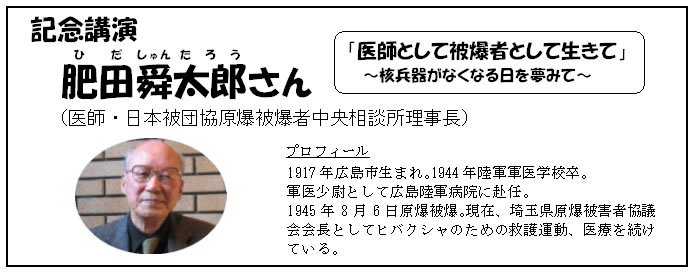 記念講演
ひだしゅんたろう
肥田舜太郎さん
「医師として被爆者として生きて」
～核兵器がなくなる日を夢みて～
(医師・日本被団協原爆被爆者中央相談所理事長)
プロフィール
1917年広島市生まれ。1944年陸軍軍医学校卒。
軍医少尉として広島陸軍病院に赴任。
1945年8月6日原爆被爆。現在、埼玉県原爆被害者協議
会会長としてヒバクシャのための救護運動、医療を続け
ている。